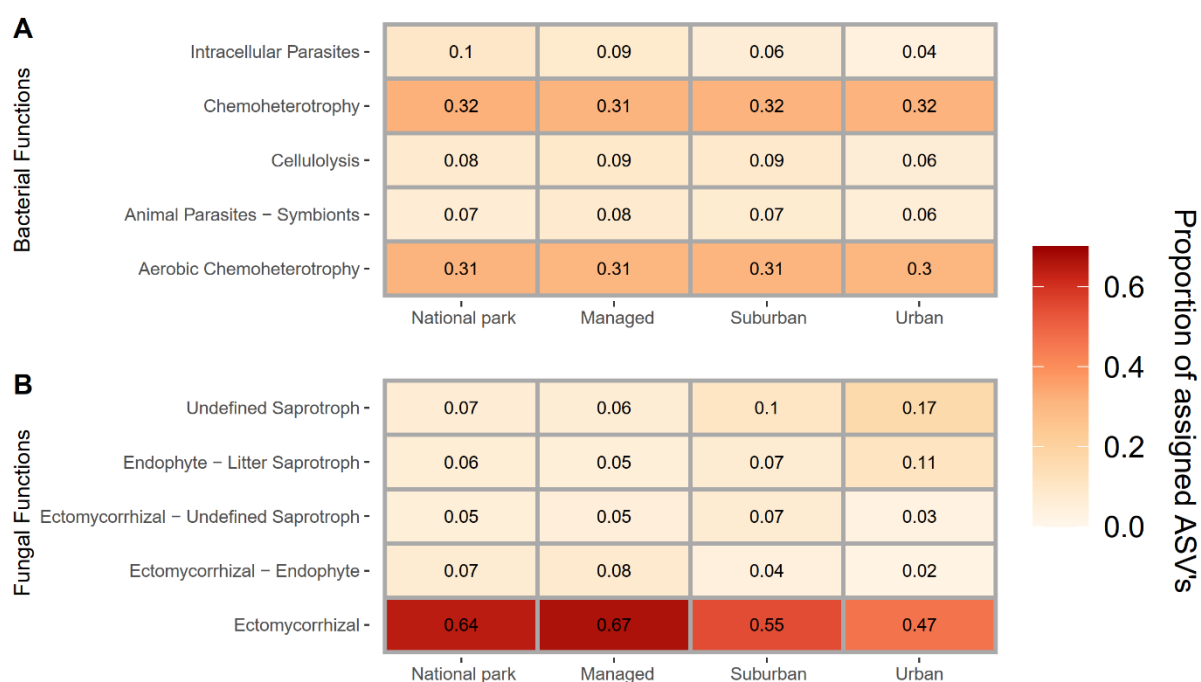 A
Bacterial Functions
Intracellular Parasites 0.1 0.09 0.06 0.04
Chemoheterotrophy 0.32 0.31 0.32 0.32
Cellulolysis 0.08 0.09 0.09 0.06
Animal Parasites − Symbionts 0.07 0.08 0.07 0.06
Aerobic Chemoheterotrophy 0.31 0.31 0.31 0.3
National park Managed Suburban Urban
B
Fungal Functions
Undefined Saprotroph 0.07 0.06 0.1 0.17
Endophyte − Litter Saprotroph 0.06 0.05 0.07 0.11
Ectomycorrhizal − Undefined Saprotroph 0.05 0.05 0.07 0.03
Ectomycorrhizal − Endophyte 0.07 0.08 0.04 0.02
Ectomycorrhizal 0.64 0.67 0.55 0.47
National park Managed Suburban Urban
0.6
0.4
0.2
0.0
Proportion of assigned ASV's